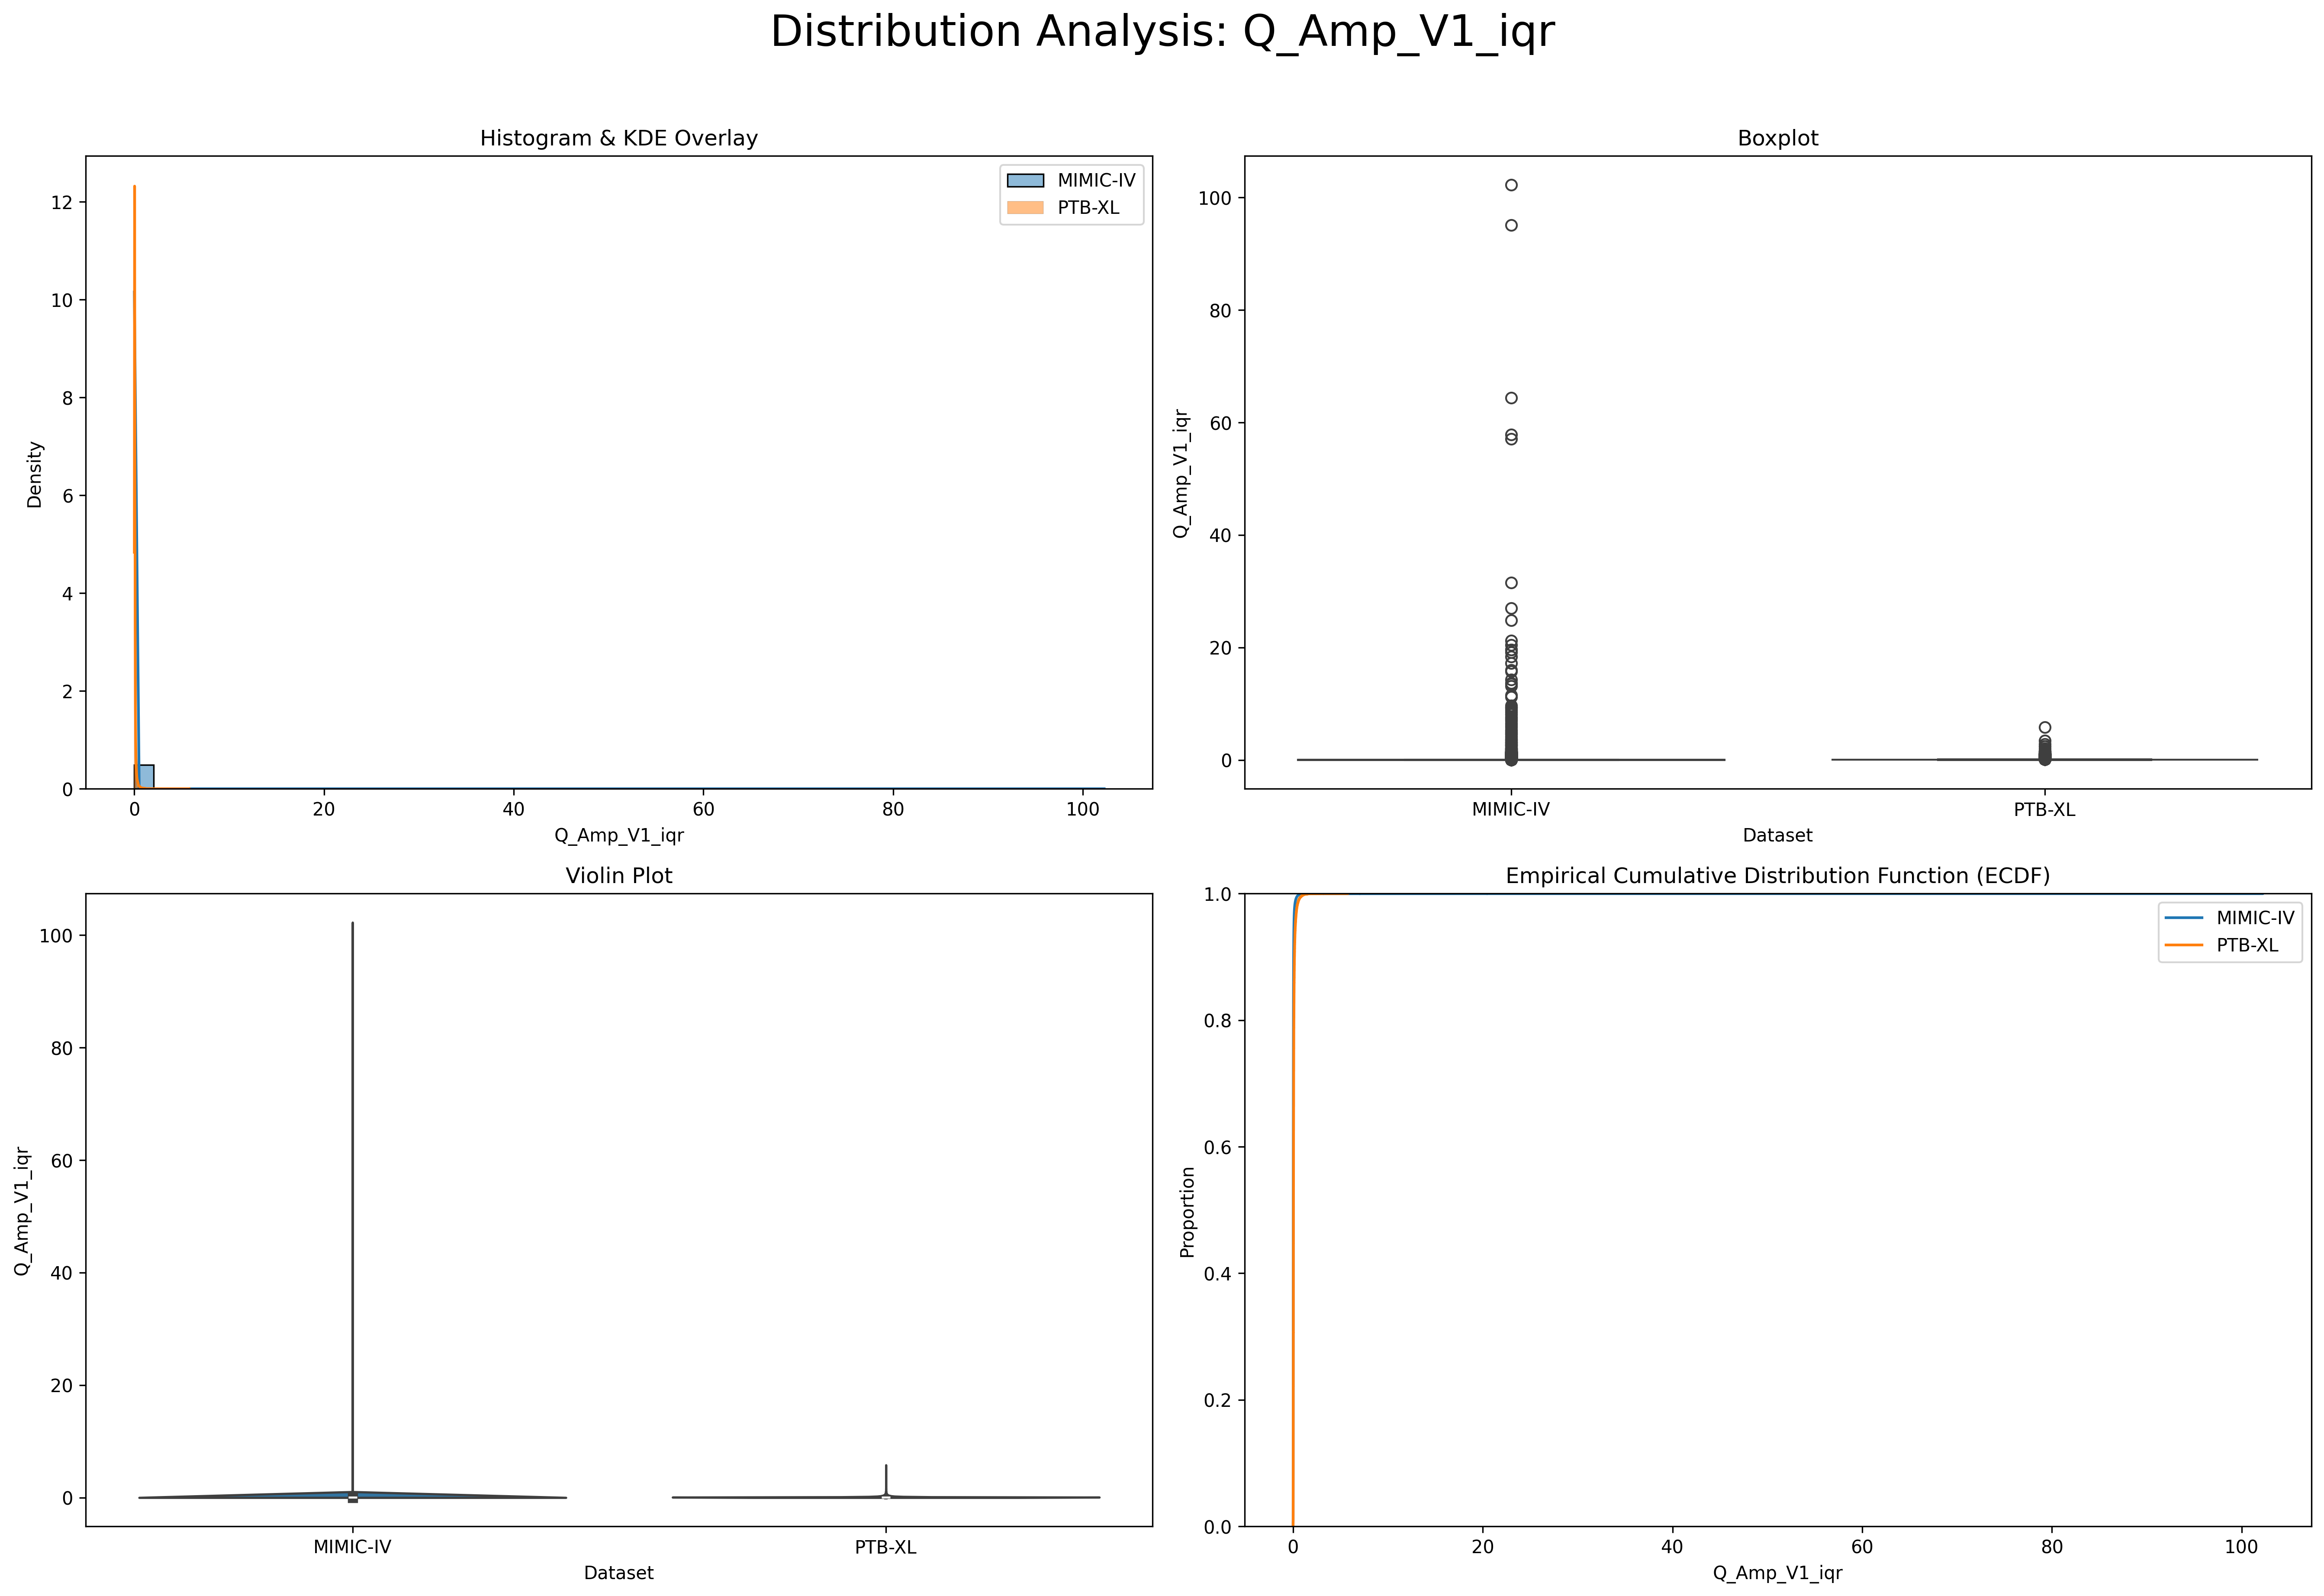 Distribution Analysis: Q_Amp_V1_iqr
Histogram & KDE Overlay
MIMIC-IV
PTB-XL
Density
12
10
8
6
4
2
0
0 20 40 60 80 100
Q_Amp_V1_iqr
Boxplot
Q_Amp_V1_iqr
100
80
60
40
20
0
MIMIC-IV PTB-XL
Dataset
Violin Plot
Q_Amp_V1_iqr
100
80
60
40
20
0
MIMIC-IV PTB-XL
Dataset
Empirical Cumulative Distribution Function (ECDF)
MIMIC-IV
PTB-XL
Proportion
1.0
0.8
0.6
0.4
0.2
0.0
0 20 40 60 80 100
Q_Amp_V1_iqr